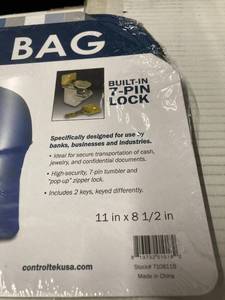 BAG
BUILT-IN
7-PIN
LOCK
Specifically designed for use by
banks, businesses and industries.
• Ideal for secure transportation of cash,
jewelry, and confidential documents.
• High-security, 7-pin tumbler and
"pop-up" zipper lock.
• Includes 2 keys, keyed differently.
11 in x 8 1/2 in
controltekusa.com
Made in China